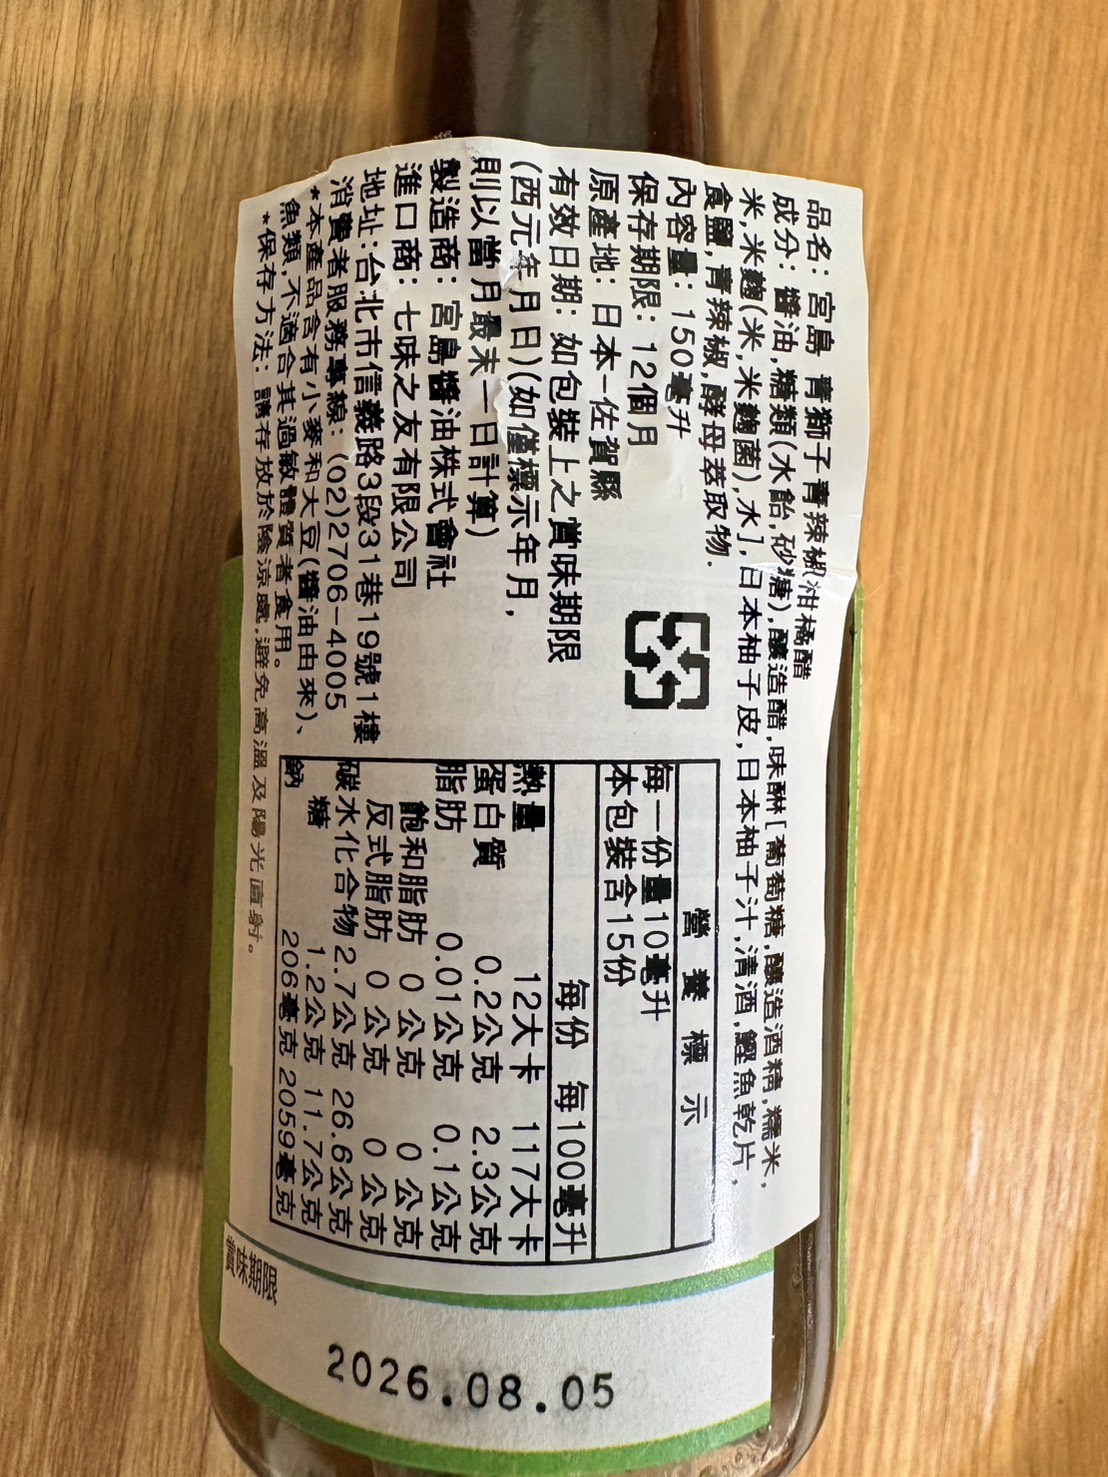 品名: 宮島 青獅子青辣椒柑橘醋
成分: 醬油,糖類(水飴,砂糖),釀造醋,味醂[葡萄糖,釀造酒精,糯米,
米,米麴(米,米麴菌),水],日本柚子皮,日本柚子汁,清酒,鰹魚乾片,
食鹽,青辣椒,酵母萃取物.
內容量: 150毫升
保存期限: 12個月
原產地: 日本-佐賀縣
有效日期: 如包裝上之賞味期限
(西元年月日)(如僅標示年月,
則以當月最末一日計算)
製造商: 宮島醬油株式會社
進口商: 七味之友有限公司
地址:台北市信義路3段31巷19號1樓
消費者服務專線: (02)2706-4005
*本產品含有小麥和大豆(醬油由來)、
魚類,不適合其過敏體質者食用。
*保存方法: 請存放於陰涼處,避免高溫及陽光直射。
營養標示
每一份量10毫升
本包裝含15份
每份 每100毫升
熱量 12大卡 117大卡
蛋白質 0.2公克 2.3公克
脂肪 0.01公克 0.1公克
飽和脂肪 0公克 0公克
反式脂肪 0公克 0公克
碳水化合物 2.7公克 26.6公克
糖 1.2公克 11.7公克
鈉 206毫克 2059毫克
賞味期限
2026.08.05